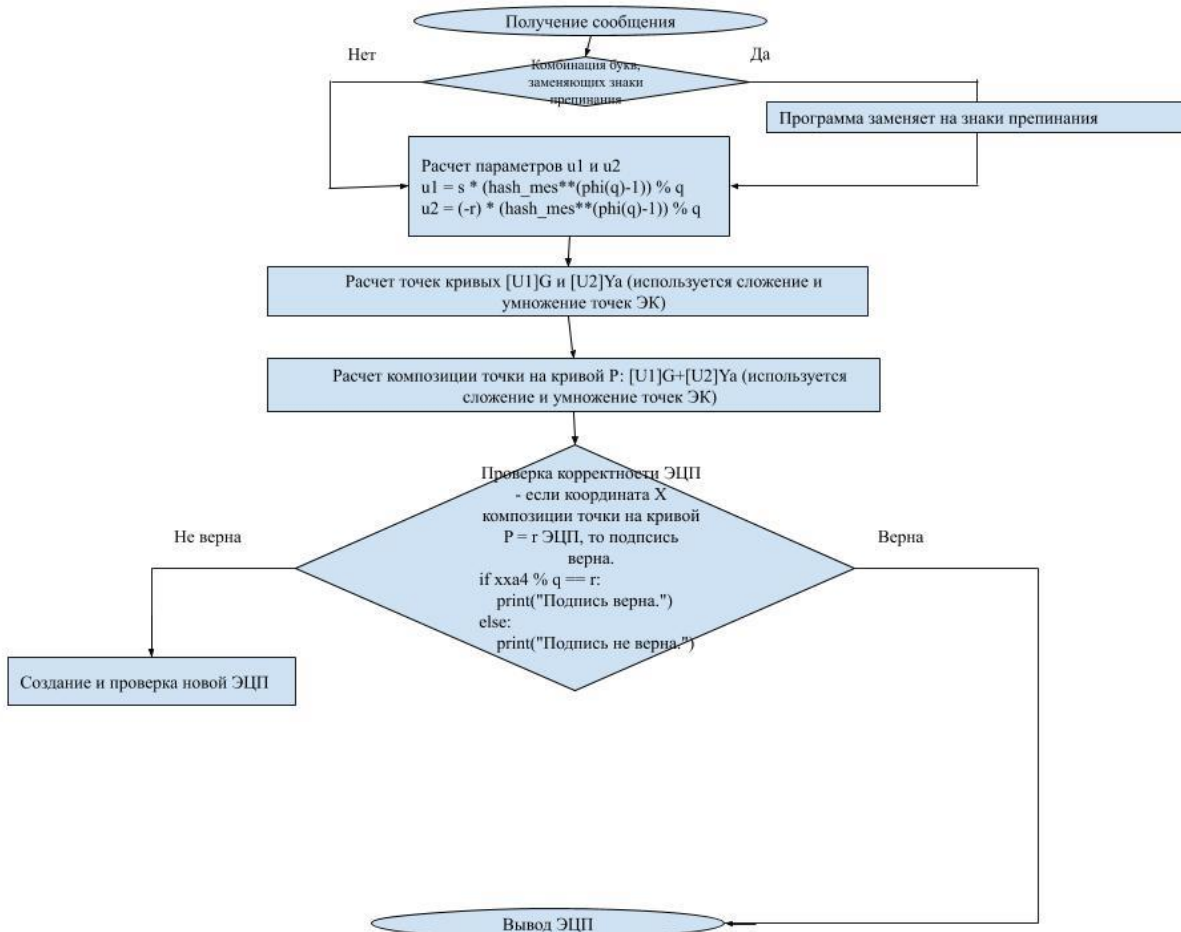 Получение сообщения
Нет
Да
Комбинация букв,
заменяющих знаки
препинания
Программа заменяет на знаки препинания
Расчет параметров u1 и u2
u1 = s * (hash_mes**(phi(q)-1)) % q
u2 = (-r) * (hash_mes**(phi(q)-1)) % q
Расчет точек кривых [U1]G и [U2]Ya (используется сложение и
умножение точек ЭК)
Расчет композиции точки на кривой P: [U1]G+[U2]Ya (используется
сложение и умножение точек ЭК)
Проверка корректности ЭЦП
- если координата X
композиции точки на кривой
P = r ЭЦП, то подпсись
верна.
if xxa4 % q == r:
print("Подпись верна.")
else:
print("Подпись не верна.")
Не верна
Верна
Создание и проверка новой ЭЦП
Вывод ЭЦП